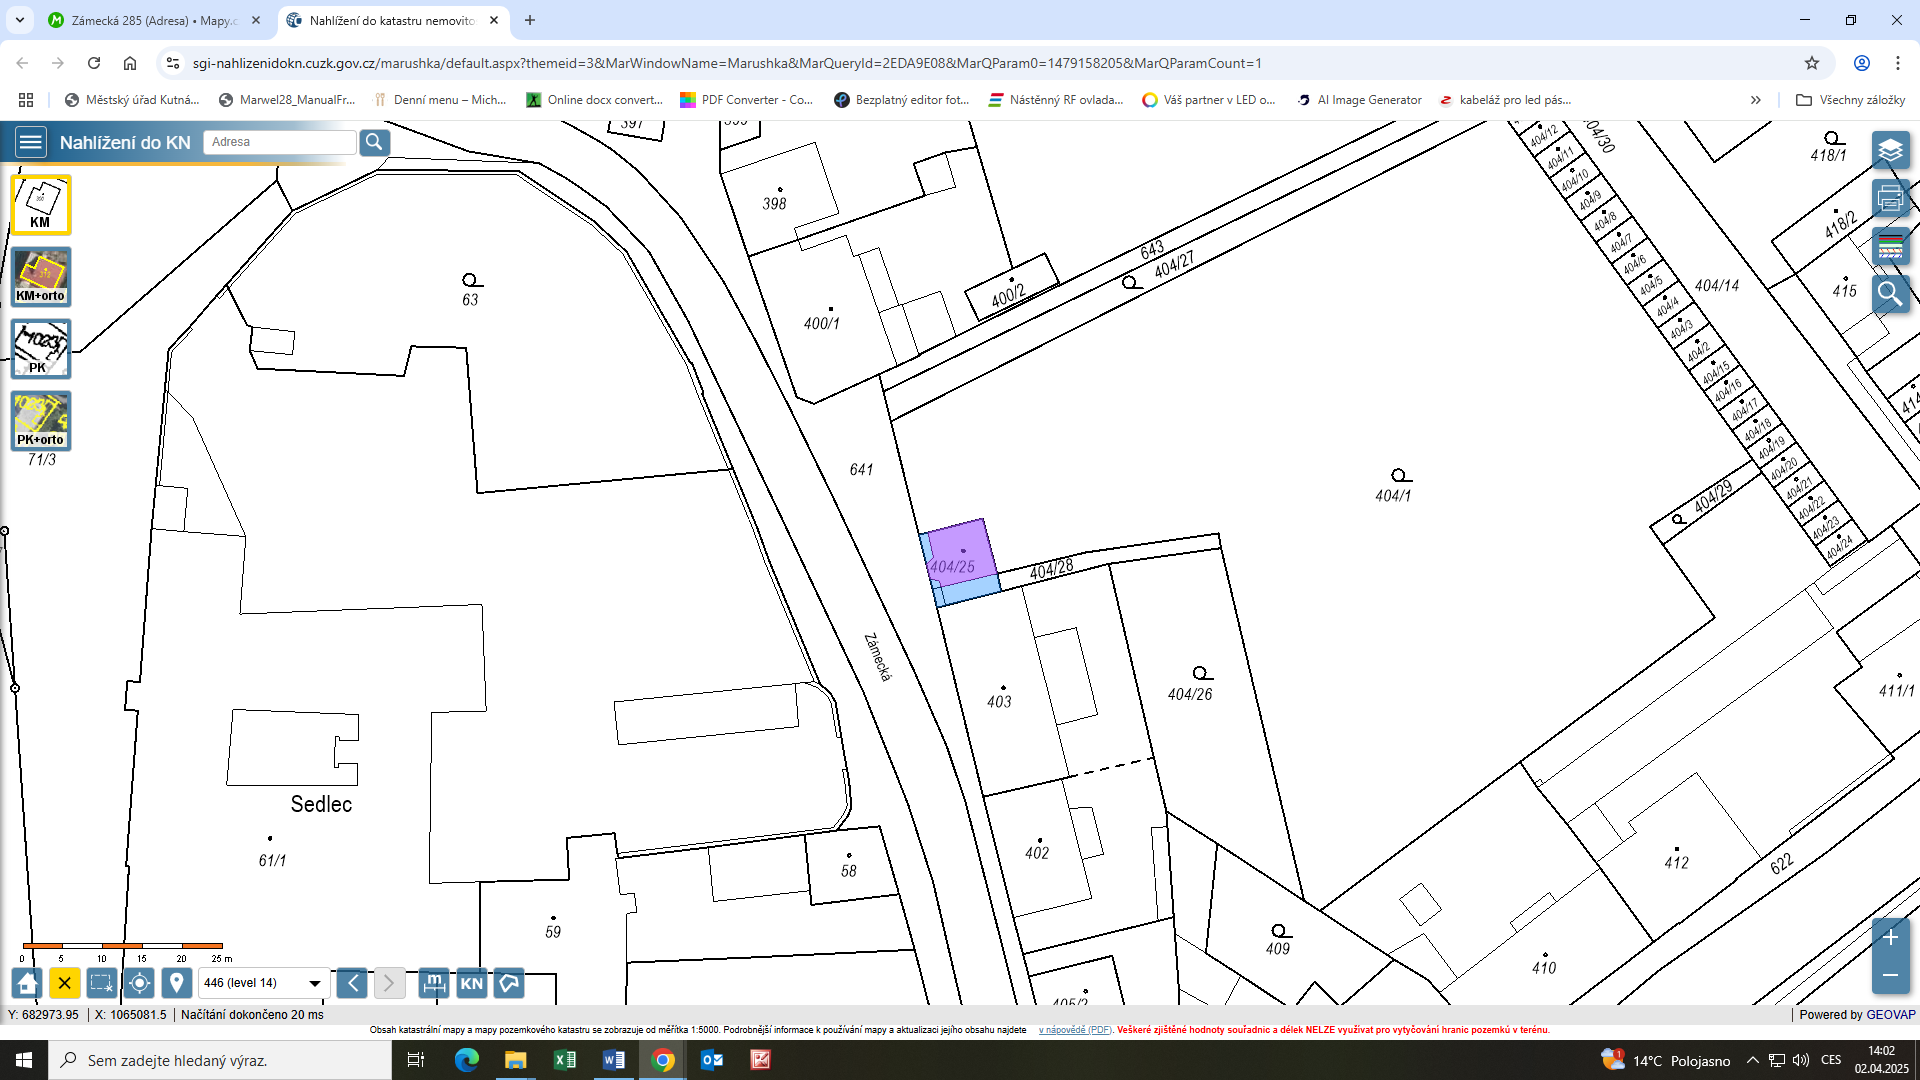 Zámecká 285 (Adresa) • Mapy.c
Nahlížení do katastru nemovito
sgi-nahlizenidokn.cuzk.gov.cz/marushka/default.aspx?themeid=3&MarWindowName=Marushka&MarQueryId=2EDA9E08&MarQParam0=1479158205&MarQParamCount=1
Městský úřad Kutná...
Marwel28_ManualFr...
Denní menu – Mich...
Online docx convert...
PDF Converter - Co...
Bezplatný editor fot...
Nástěnný RF ovlada...
Váš partner v LED o...
AI Image Generator
kabeláž pro led pás...
»
Všechny záložky
Nahlížení do KN
Adresa
KM
KM+orto
PK
PK+orto
71/3
397
398
63
400/1
400/2
643
404/27
404/30
404/12
404/11
404/10
404/9
404/8
404/7
404/6
404/5
404/4
404/3
404/2
404/15
404/16
404/17
404/18
404/19
404/20
404/21
404/22
404/23
404/24
404/14
418/1
418/2
415
414
641
404/1
404/29
404/25
404/28
Zámecká
403
404/26
411/1
Sedlec
61/1
402
58
59
412
622
409
410
405/2
0 5 10 15 20 25 m
446 (level 14)
KN
Y: 682973.95 X: 1065081.5 Načítání dokončeno 20 ms
Powered by GEOVAP
Obsah katastrální mapy a mapy pozemkového katastru se zobrazuje od měřítka 1:5000. Podrobnější informace k používání mapy a aktualizaci jejího obsahu najdete v nápovědě (PDF). Veškeré zjištěné hodnoty souřadnic a délek NELZE využívat pro vytyčování hranic pozemků v terénu.
Sem zadejte hledaný výraz.
14°C Polojasno
CES
14:02
02.04.2025